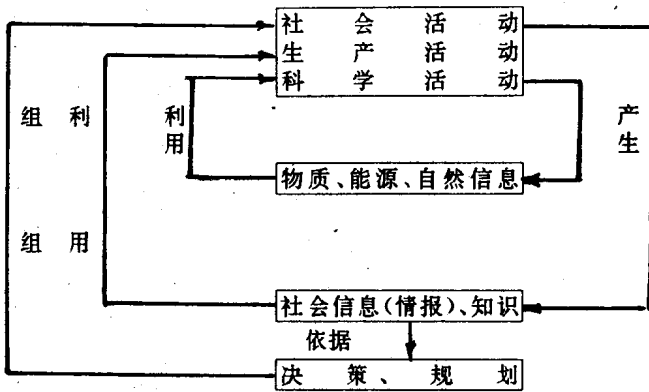 社会活动
生产活动
科学活动
组利
利用
产生
物质、能源、自然信息
组用
社会信息(情报)、知识
依据
决策、规划